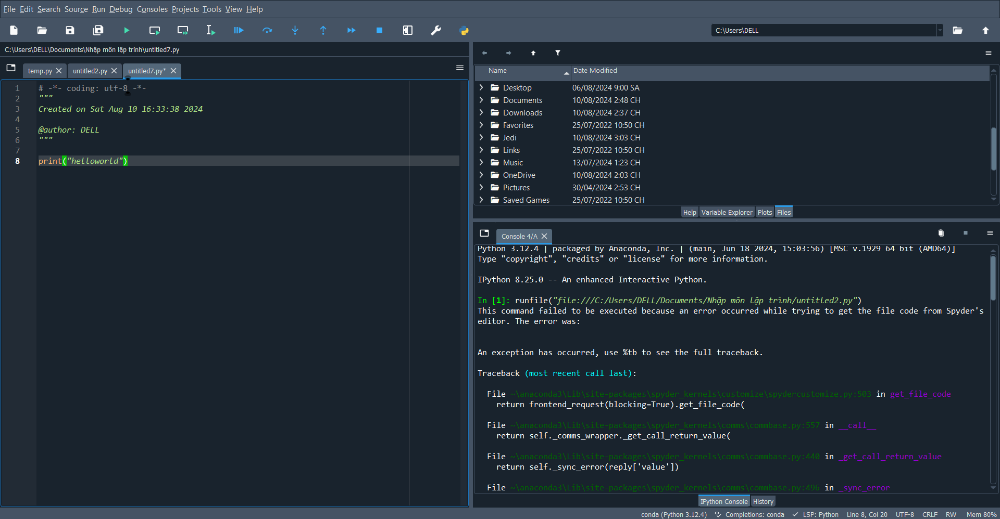 File Edit Search Source Run Debug Consoles Projects Tools View Help
C:\Users\DELL
C:\Users\DELL\Documents\Nhập môn lập trình\untitled7.py
temp.py untitled2.py untitled7.py*
1 # -*- coding: utf-8 -*-
2 """
3 Created on Sat Aug 10 16:33:38 2024
4
5 @author: DELL
6 """
7
8 print("helloworld")
Name Date Modified
Desktop 06/08/2024 9:00 SA
Documents 10/08/2024 2:48 CH
Downloads 10/08/2024 2:37 CH
Favorites 25/07/2022 10:50 CH
Jedi 10/08/2024 3:03 CH
Links 25/07/2022 10:50 CH
Music 13/07/2024 1:23 CH
OneDrive 10/08/2024 2:03 CH
Pictures 30/04/2024 2:53 CH
Saved Games 25/07/2022 10:50 CH
Help Variable Explorer Plots Files
Console 4/A
Python 3.12.4 | packaged by Anaconda, Inc. | (main, Jun 18 2024, 15:03:56) [MSC v.1929 64 bit (AMD64)]
Type "copyright", "credits" or "license" for more information.
IPython 8.25.0 -- An enhanced Interactive Python.
In [1]: runfile("file:///C:/Users/DELL/Documents/Nhập môn lập trình/untitled2.py")
This command failed to be executed because an error occurred while trying to get the file code from Spyder's
editor. The error was:
An exception has occurred, use %tb to see the full traceback.
Traceback (most recent call last):
File ~\anaconda3\Lib\site-packages\spyder_kernels\customize\spydercustomize.py:503 in get_file_code
return frontend_request(blocking=True).get_file_code(
File ~\anaconda3\Lib\site-packages\spyder_kernels\comms\commbase.py:557 in __call__
return self._comms_wrapper._get_call_return_value(
File ~\anaconda3\Lib\site-packages\spyder_kernels\comms\commbase.py:440 in _get_call_return_value
return self._sync_error(reply['value'])
File ~\anaconda3\Lib\site-packages\spyder_kernels\comms\commbase.py:496 in _sync_error
IPython Console History
conda (Python 3.12.4) Completions: conda LSP: Python Line 8, Col 20 UTF-8 CRLF RW Mem 80%